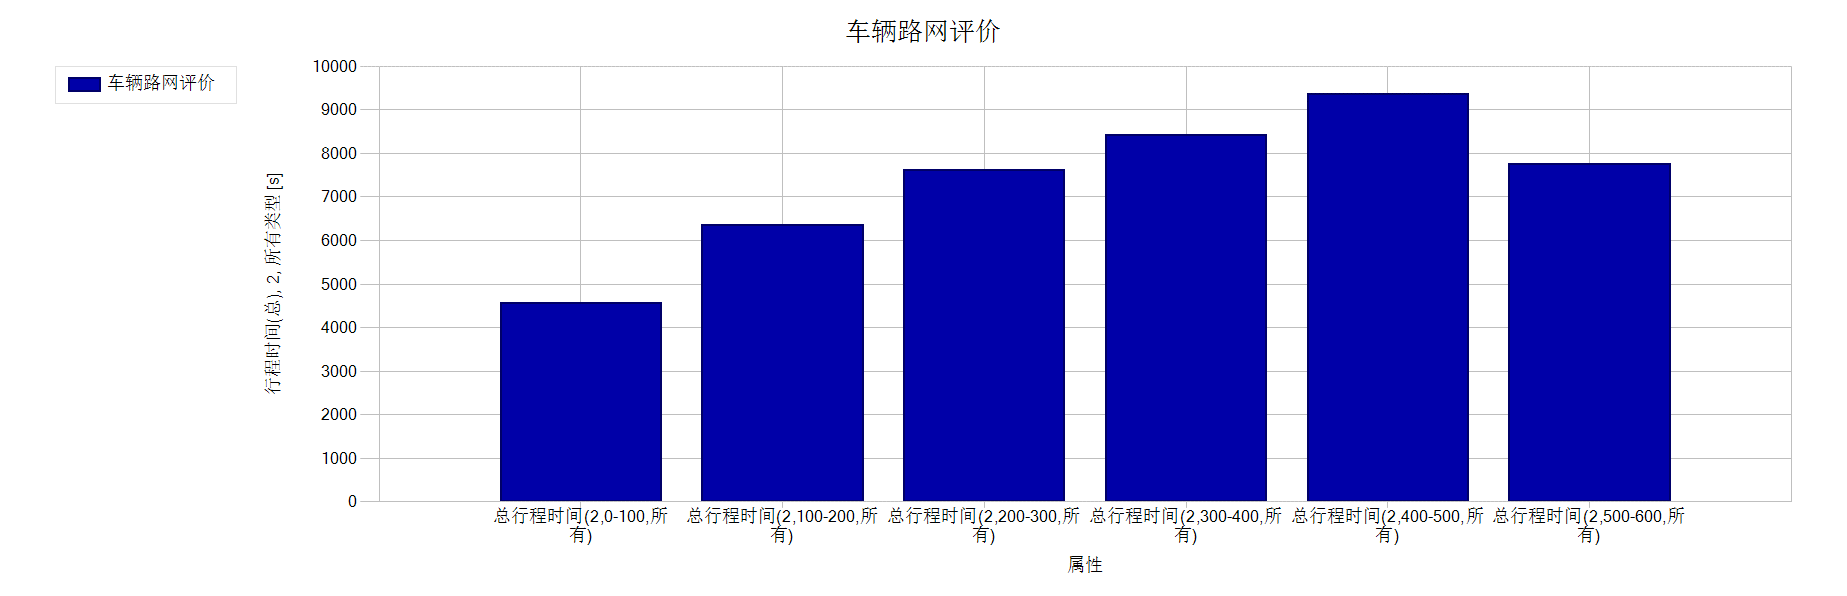 车辆路网评价
车辆路网评价
行程时间(总), 2, 所有类型 [s]
10000
9000
8000
7000
6000
5000
4000
3000
2000
1000
0
总行程时间(2,0-100,所
有)
总行程时间(2,100-200,所
有)
总行程时间(2,200-300,所
有)
总行程时间(2,300-400,所
有)
总行程时间(2,400-500,所
有)
总行程时间(2,500-600,所
有)
属性